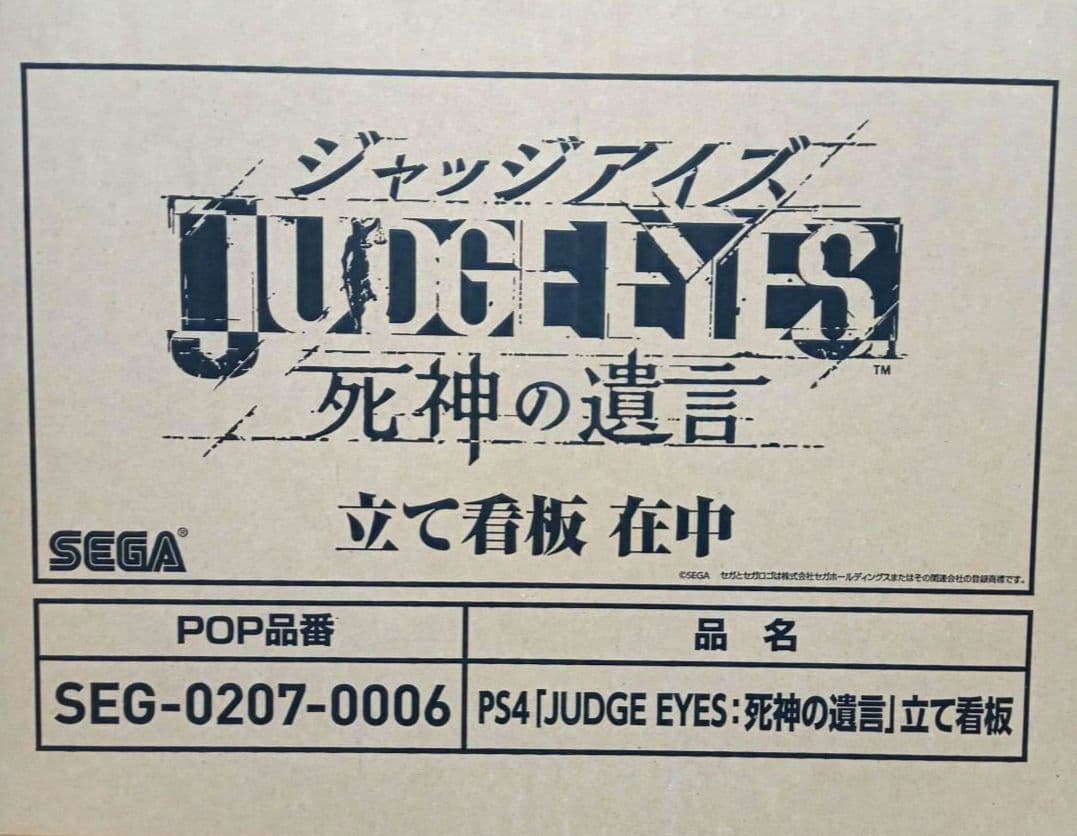 ジャッジアイズ
JUDGE EYES
TM
死神の遺言
立て看板 在中
SEGA®
©SEGA セガとセガロゴは株式会社セガホールディングスまたはその関連会社の登録商標です。
POP品番
品 名
SEG-0207-0006
PS4「JUDGE EYES:死神の遺言」立て看板